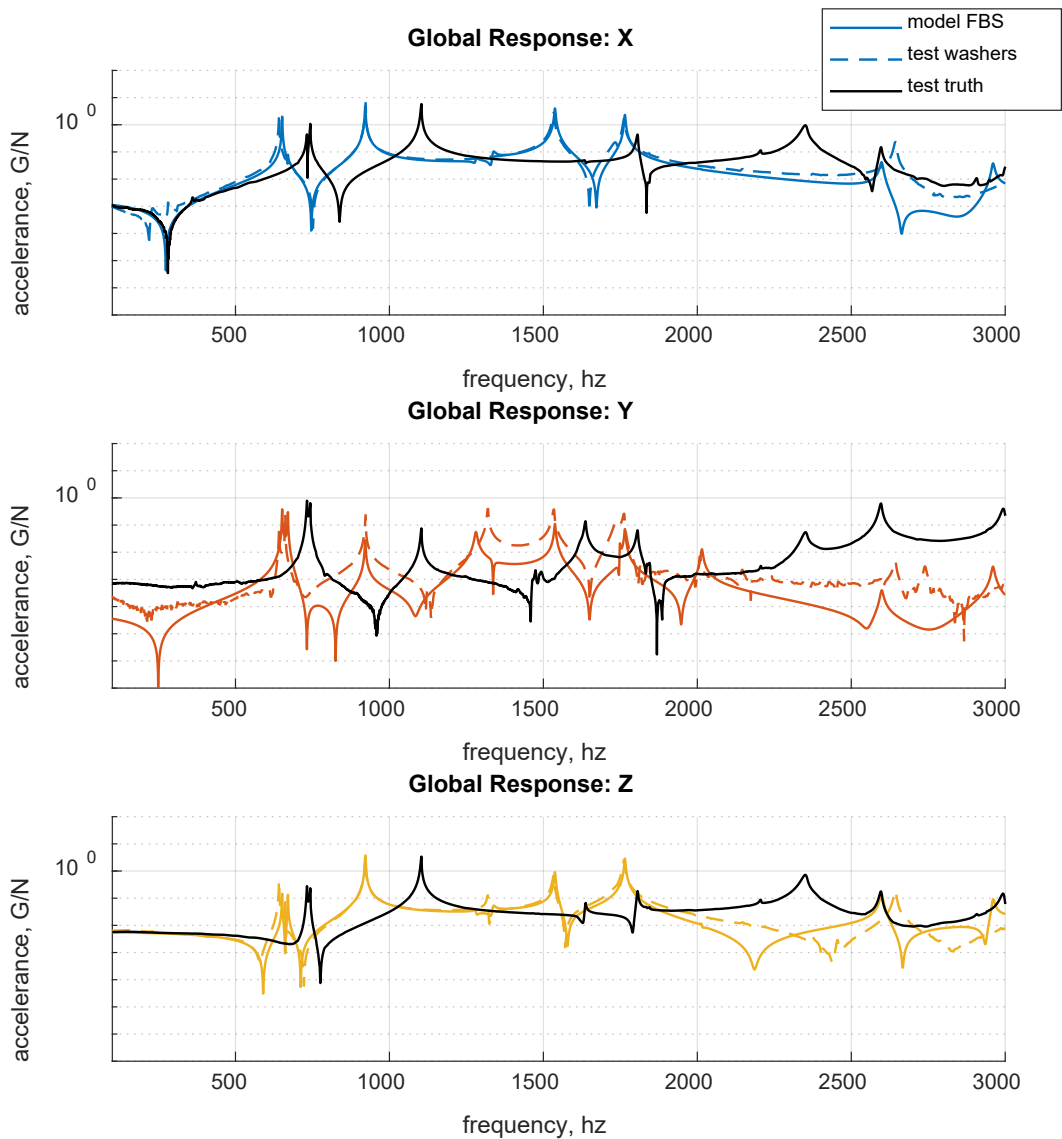 Global Response: X
model FBS
test washers
test truth
accelerance, G/N
10 0
500 1000 1500 2000 2500 3000
frequency, hz
Global Response: Y
accelerance, G/N
10 0
500 1000 1500 2000 2500 3000
frequency, hz
Global Response: Z
accelerance, G/N
10 0
500 1000 1500 2000 2500 3000
frequency, hz